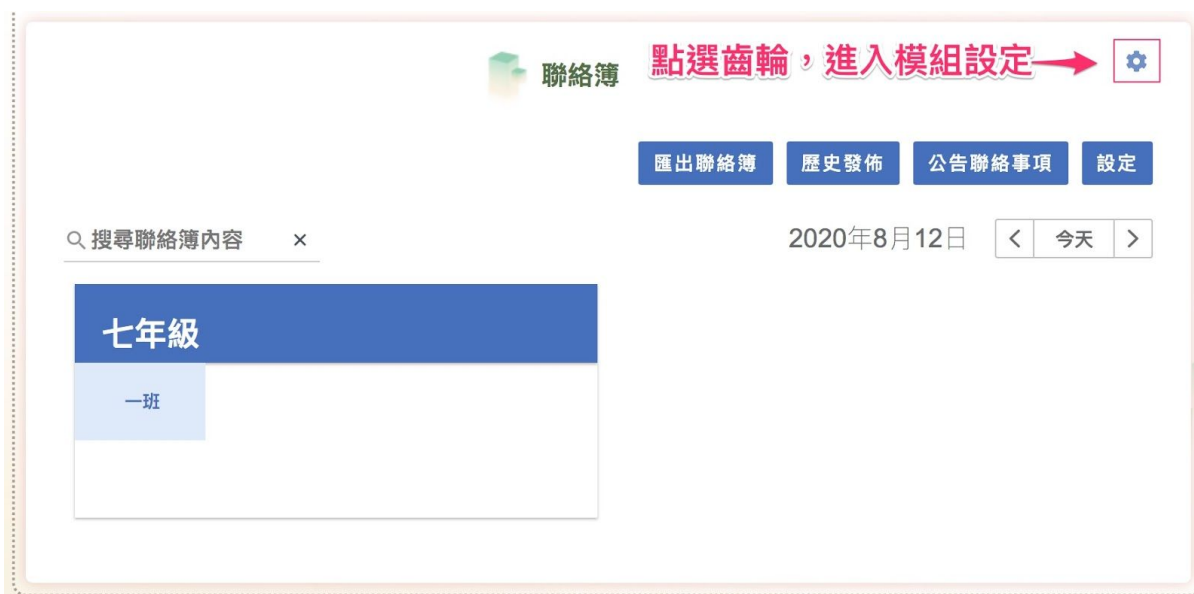 聯絡簿 點選齒輪，進入模組設定
匯出聯絡簿 歷史發佈 公告聯絡事項 設定
搜尋聯絡簿內容 2020年8月12日 今天
七年級
一班